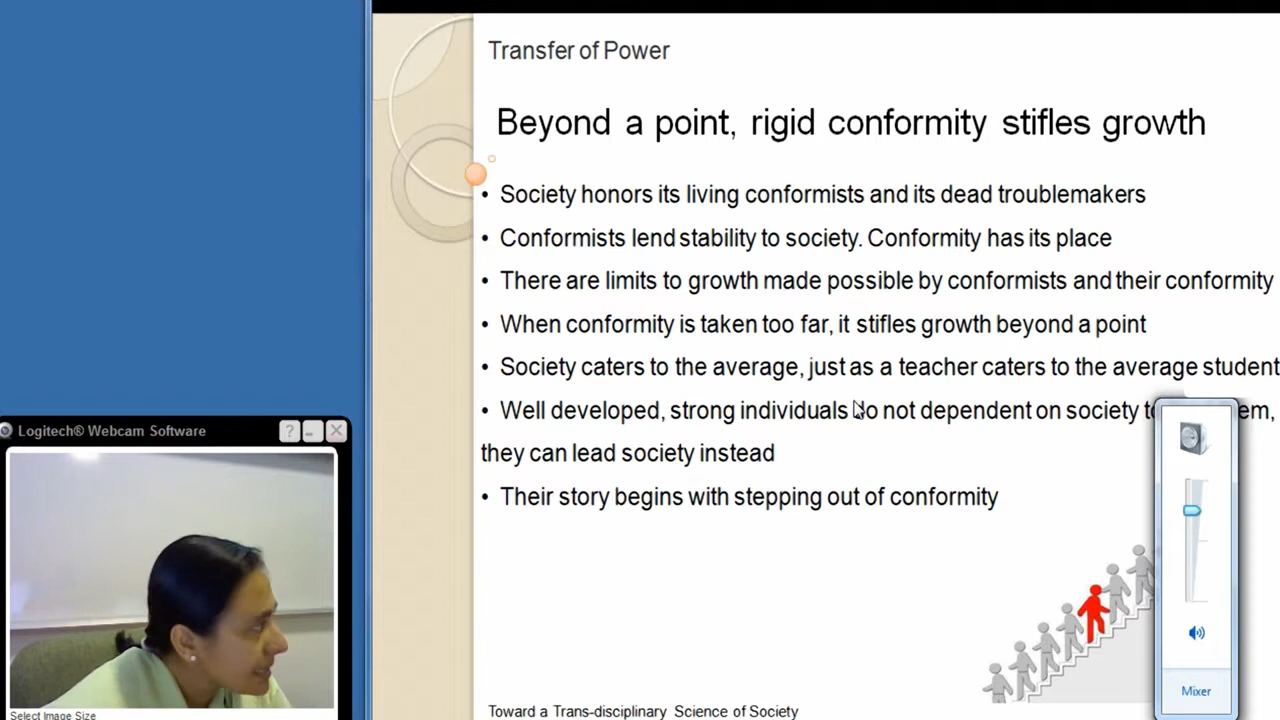 Transfer of Power
Beyond a point, rigid conformity stifles growth
• Society honors its living conformists and its dead troublemakers
• Conformists lend stability to society. Conformity has its place
• There are limits to growth made possible by conformists and their conformity
• When conformity is taken too far, it stifles growth beyond a point
• Society caters to the average, just as a teacher caters to the average student
• Well developed, strong individuals do not dependent on society
they can lead society instead
• Their story begins with stepping out of conformity
Toward a Trans-disciplinary Science of Society
Logitech® Webcam Software
?
Select Image Size
Mixer